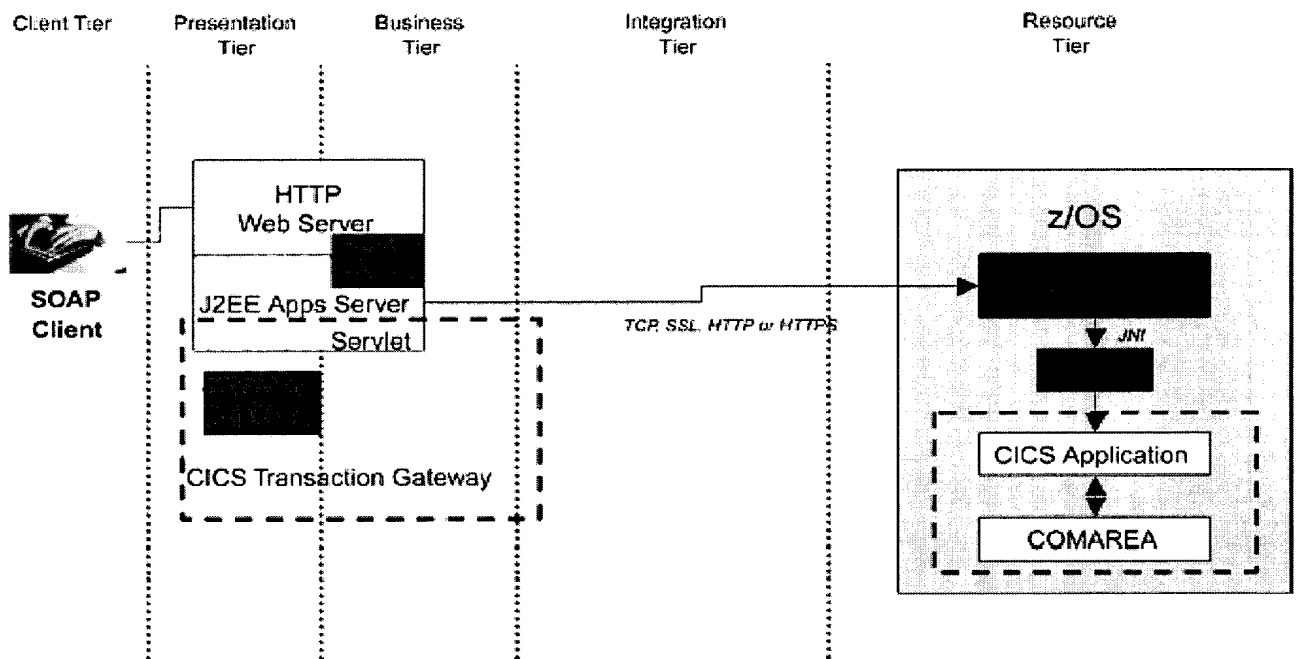 Client Tier
Presentation
Tier
Business
Tier
Integration
Tier
Resource
Tier
HTTP
Web Server
J2EE Apps Server
Servlet
SOAP
Client
CICS Transaction Gateway
TCP, SSL, HTTP or HTTPS
z/OS
JNI
CICS Application
COMAREA